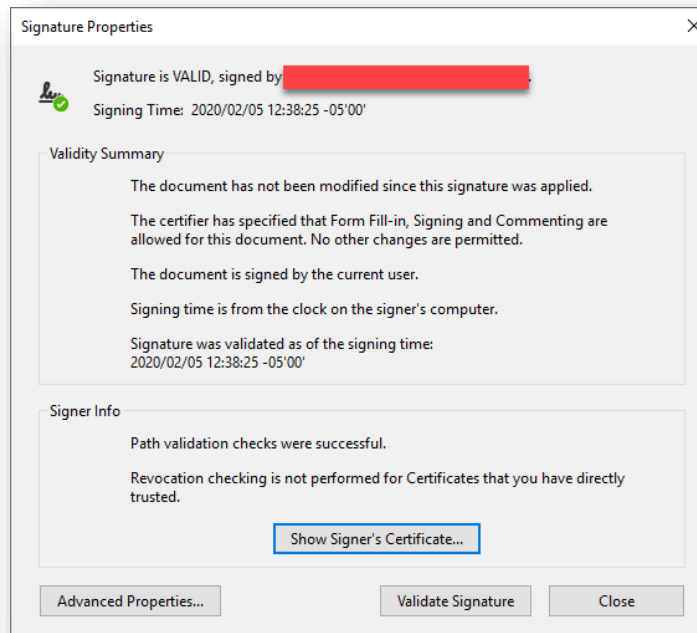 Signature Properties
Signature is VALID, signed by .
Signing Time: 2020/02/05 12:38:25 -05'00'
Validity Summary
The document has not been modified since this signature was applied.
The certifier has specified that Form Fill-in, Signing and Commenting are
allowed for this document. No other changes are permitted.
The document is signed by the current user.
Signing time is from the clock on the signer's computer.
Signature was validated as of the signing time:
2020/02/05 12:38:25 -05'00'
Signer Info
Path validation checks were successful.
Revocation checking is not performed for Certificates that you have directly
trusted.
Show Signer's Certificate...
Advanced Properties...
Validate Signature
Close